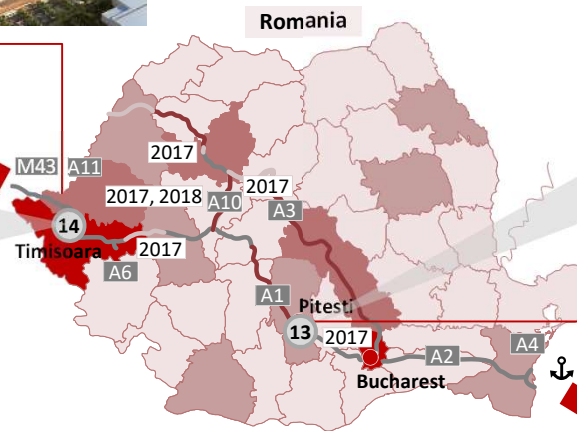 Romania
2017
M43
A11
2017, 2018
A10
2017
A3
14
Timisoara
2017
A6
A1
Pitesti
13
2017
A2
A4
Bucharest